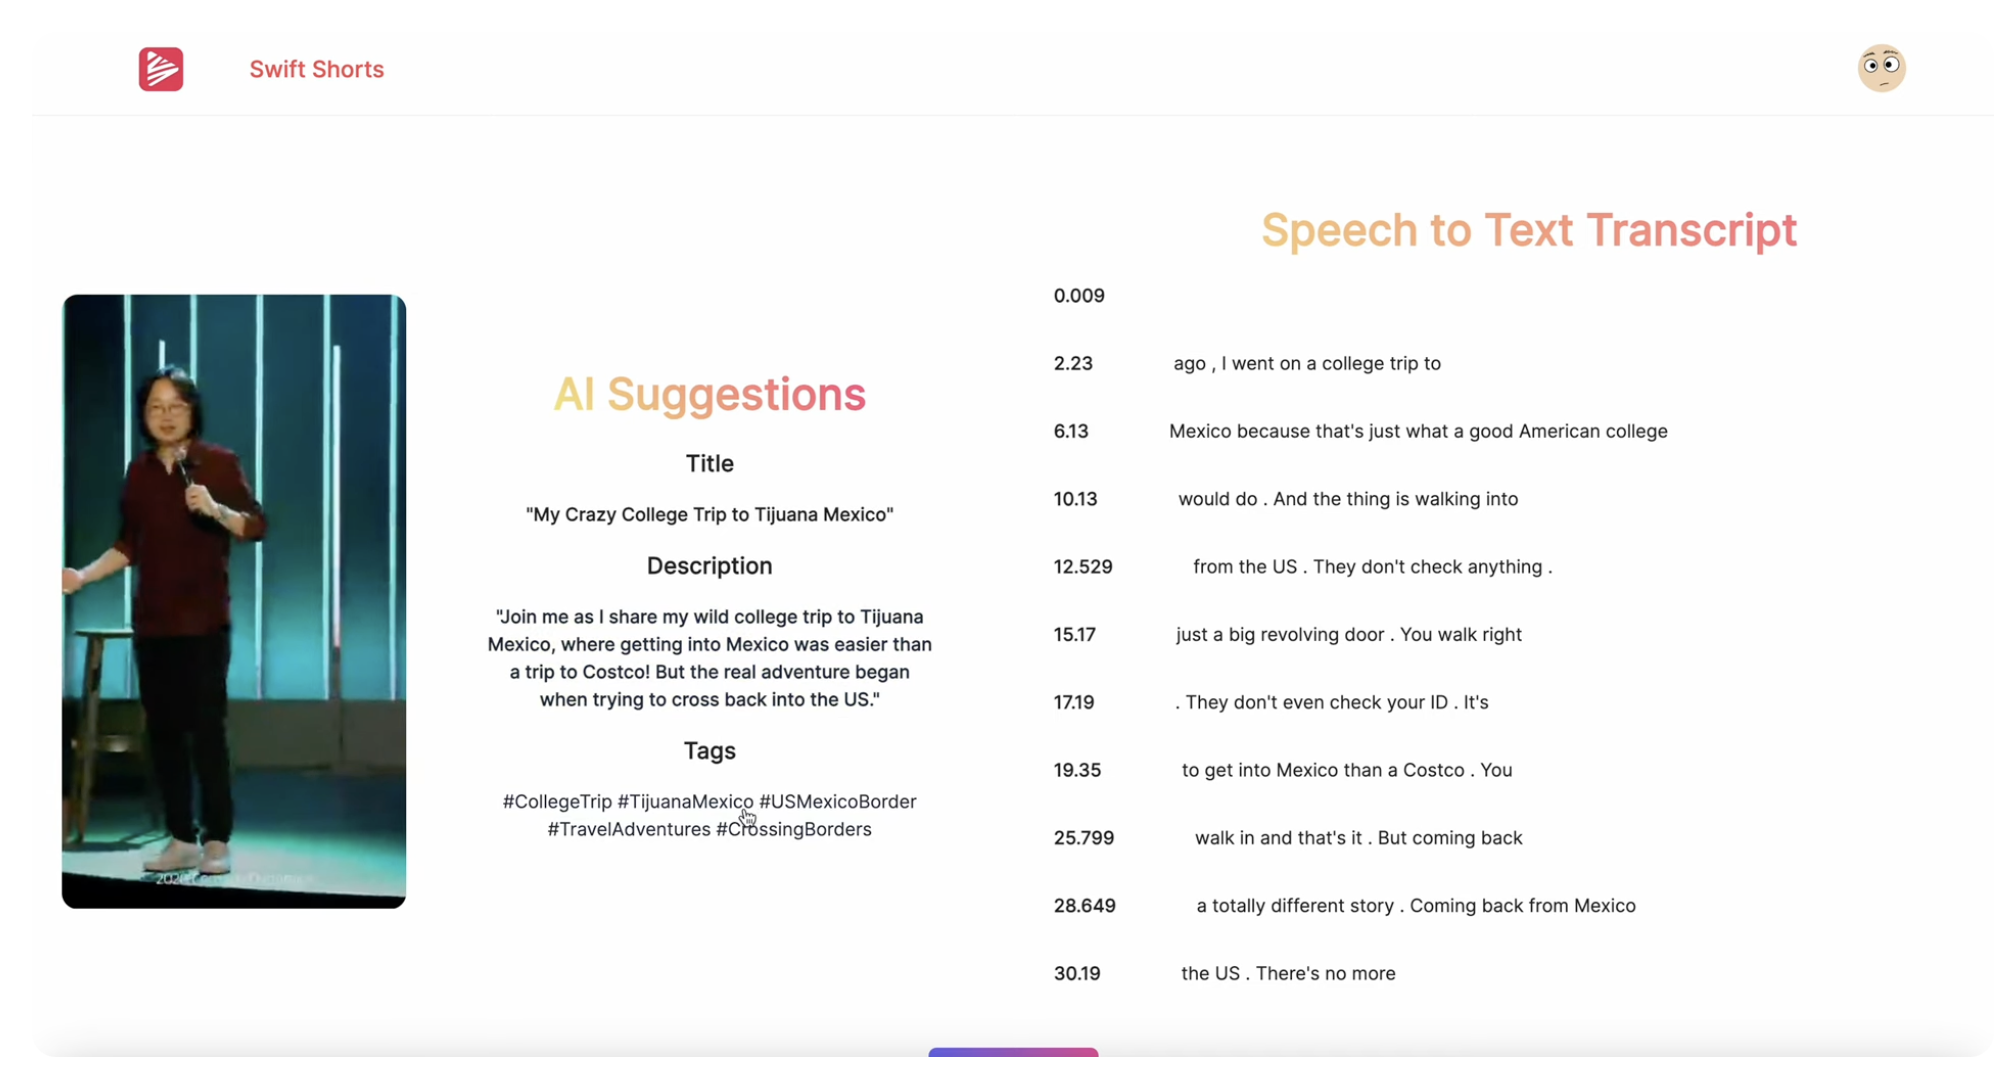 Swift Shorts
AI Suggestions
Title
"My Crazy College Trip to Tijuana Mexico"
Description
"Join me as I share my wild college trip to Tijuana
Mexico, where getting into Mexico was easier than
a trip to Costco! But the real adventure began
when trying to cross back into the US."
Tags
#CollegeTrip #TijuanaMexico #USMexicoBorder
#TravelAdventures #CrossingBorders
Speech to Text Transcript
0.009
2.23 ago , I went on a college trip to
6.13 Mexico because that's just what a good American college
10.13 would do . And the thing is walking into
12.529 from the US . They don't check anything .
15.17 just a big revolving door . You walk right
17.19 . They don't even check your ID . It's
19.35 to get into Mexico than a Costco . You
25.799 walk in and that's it . But coming back
28.649 a totally different story . Coming back from Mexico
30.19 the US . There's no more